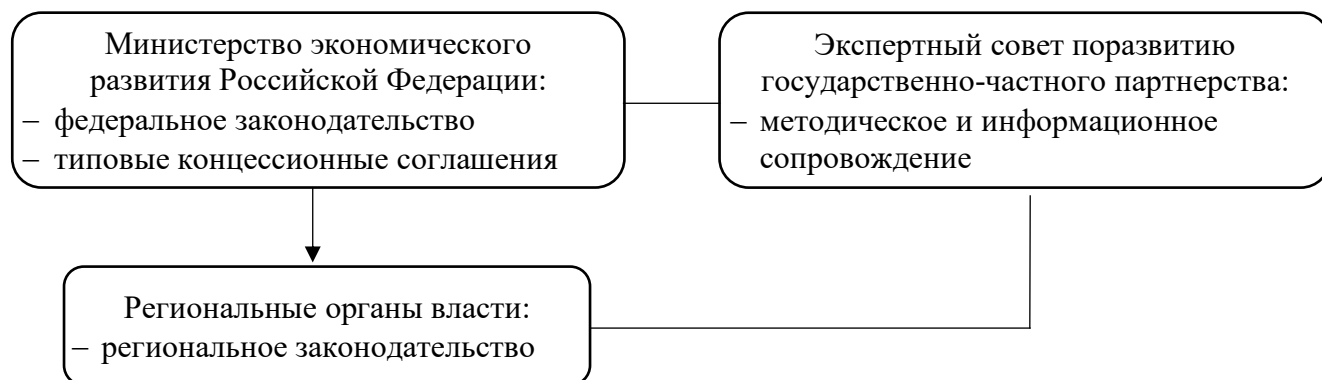 Министерство экономического
развития Российской Федерации:
− федеральное законодательство
− типовые концессионные соглашения
Экспертный совет поразвитию
государственно-частного партнерства:
− методическое и информационное
сопровождение
Региональные органы власти:
− региональное законодательство